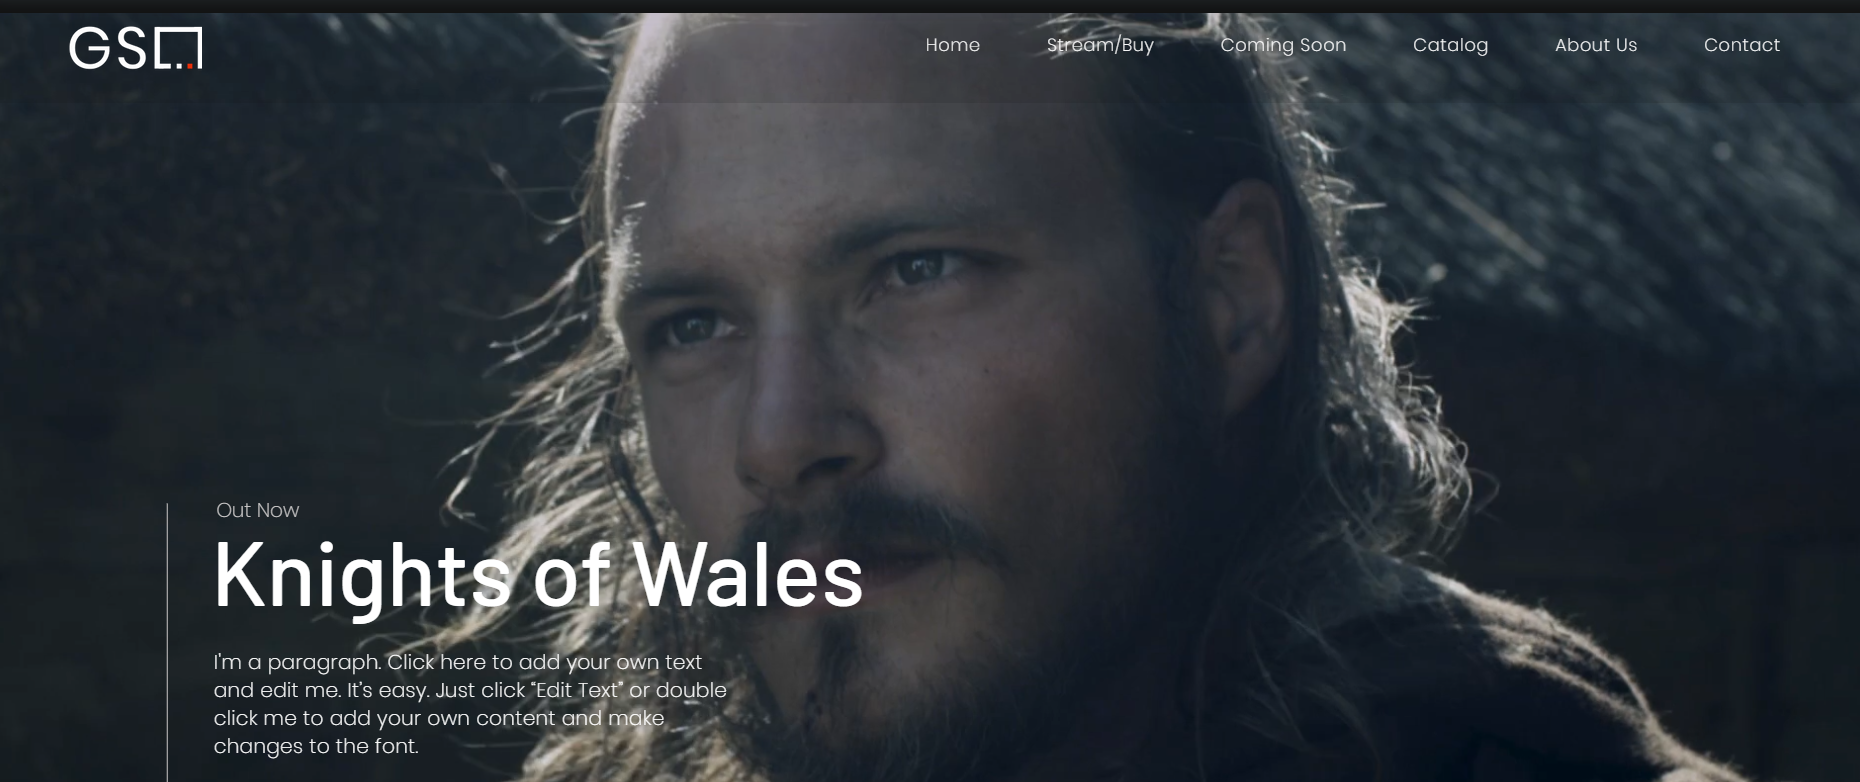 GS
Home Stream/Buy Coming Soon Catalog About Us Contact
Out Now
Knights of Wales
I'm a paragraph. Click here to add your own text
and edit me. It's easy. Just click “Edit Text” or double
click me to add your own content and make
changes to the font.